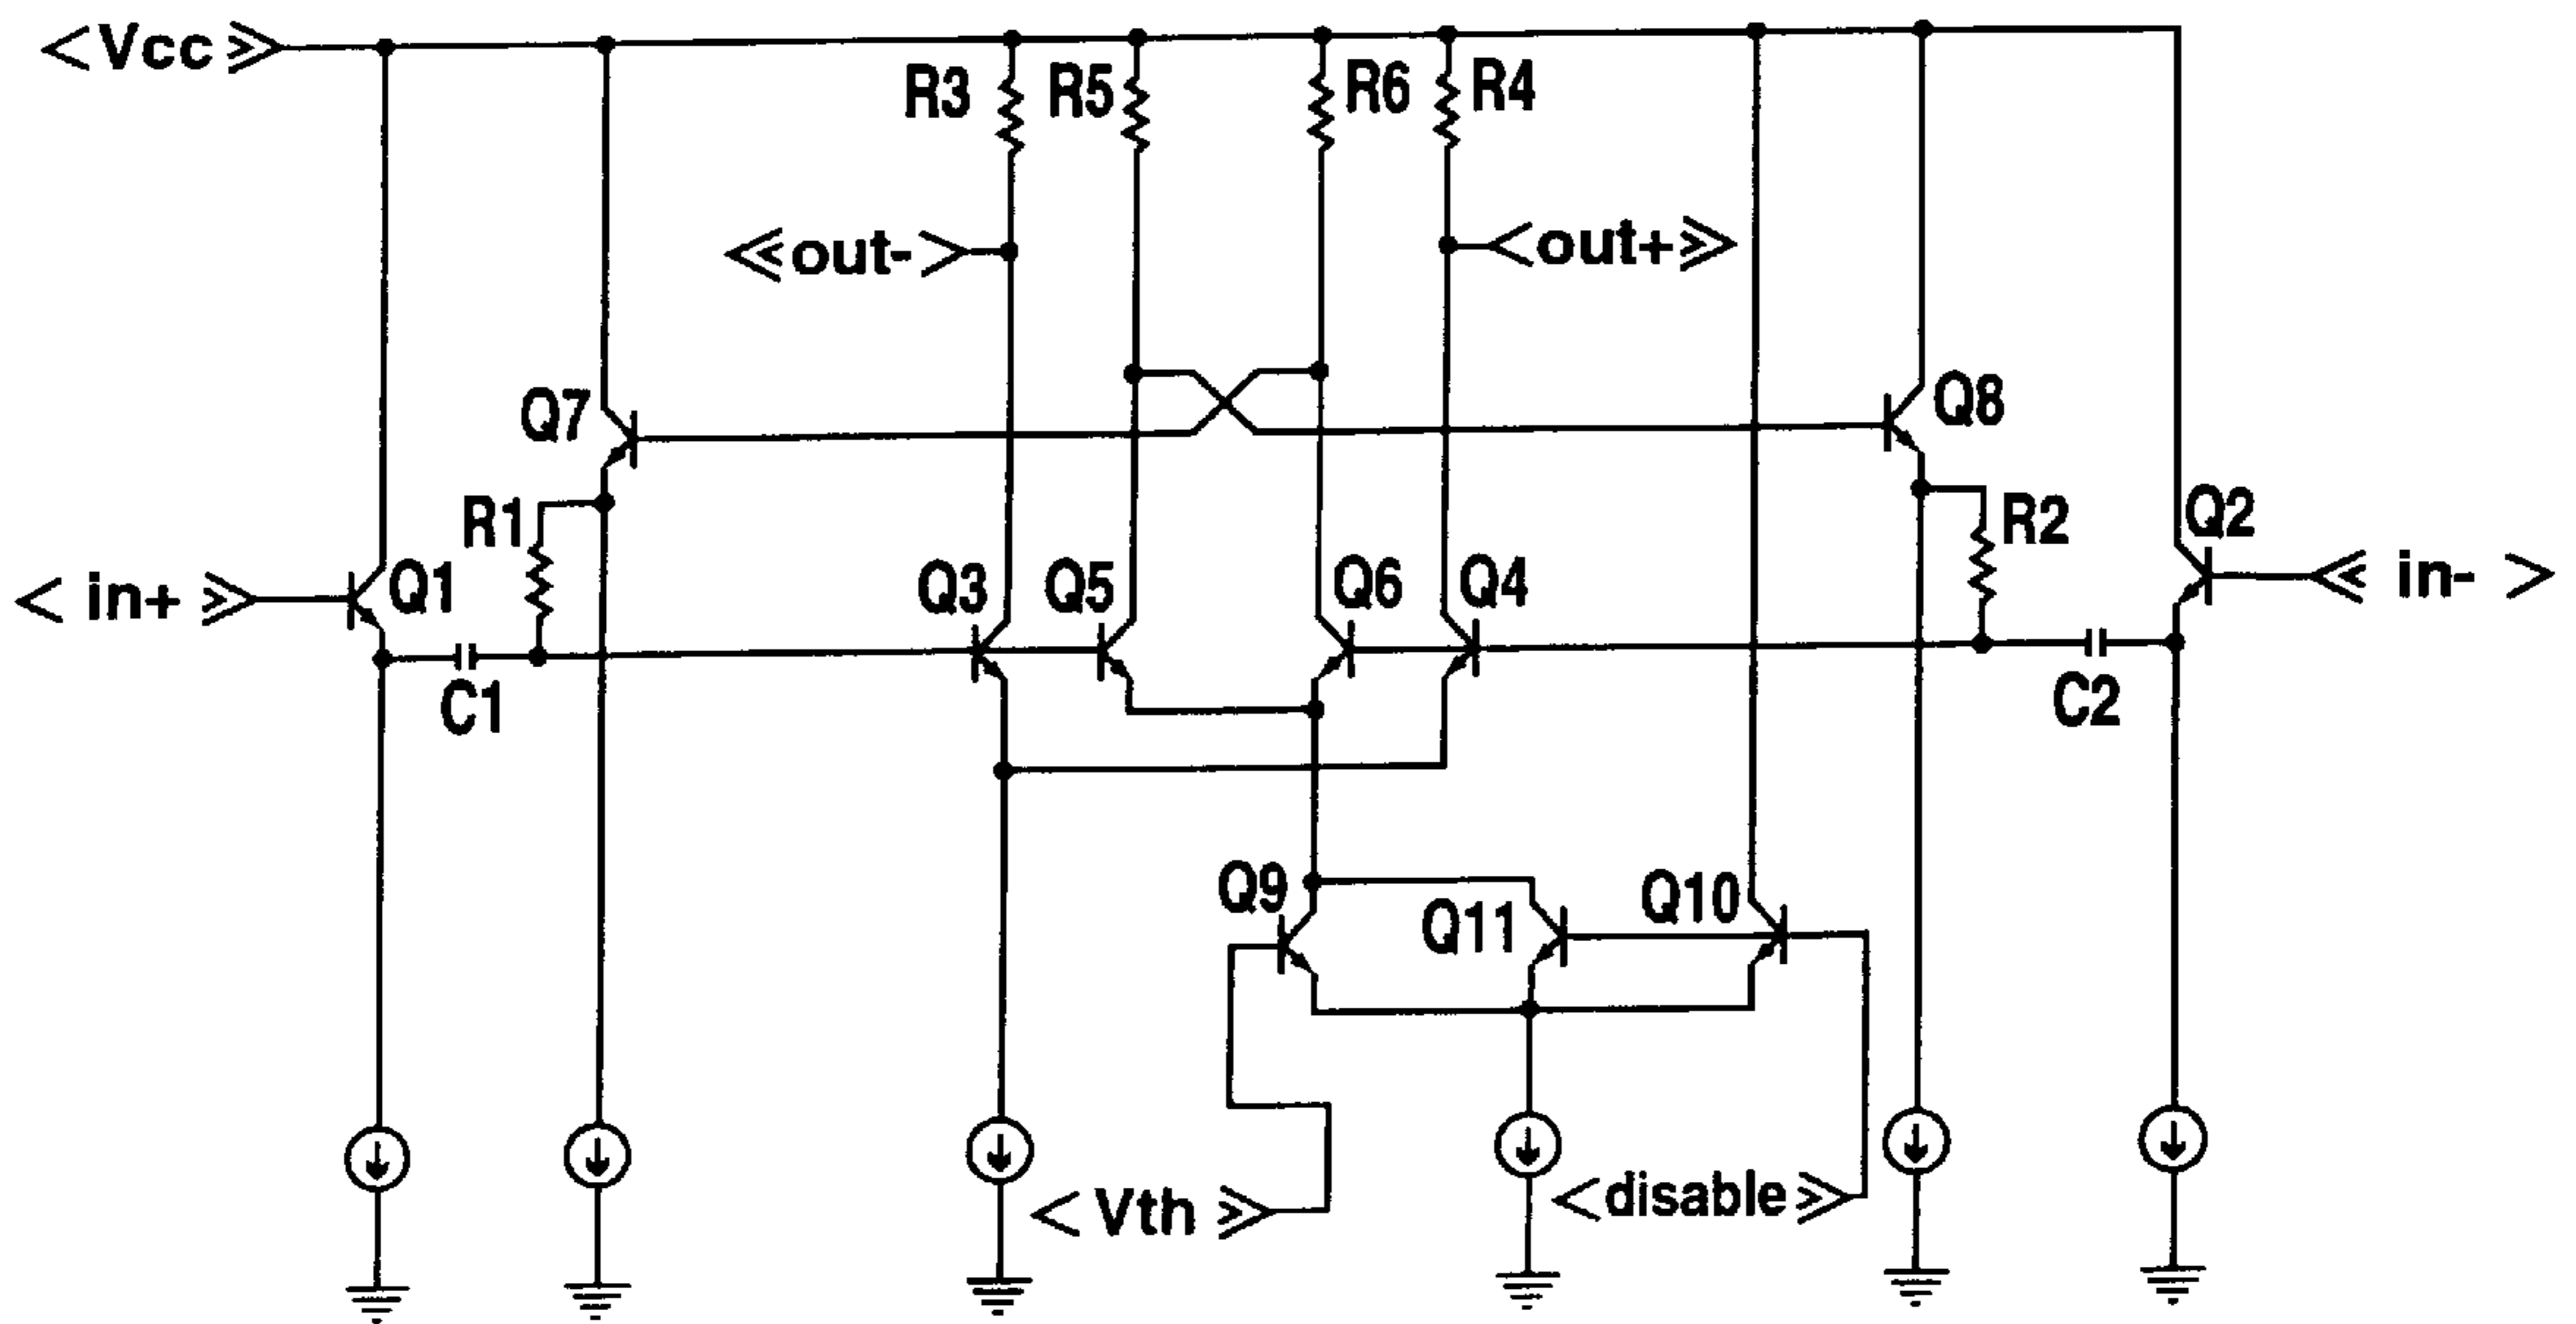 <Vcc>>
R3
R5
R6
R4
<<out->
<out+>>
Q7
Q8
R1
R2
Q2
< in+ >>
Q1
Q3
Q5
Q6
Q4
<< in- >
C1
C2
Q9
Q11
Q10
< Vth >>
<disable>>